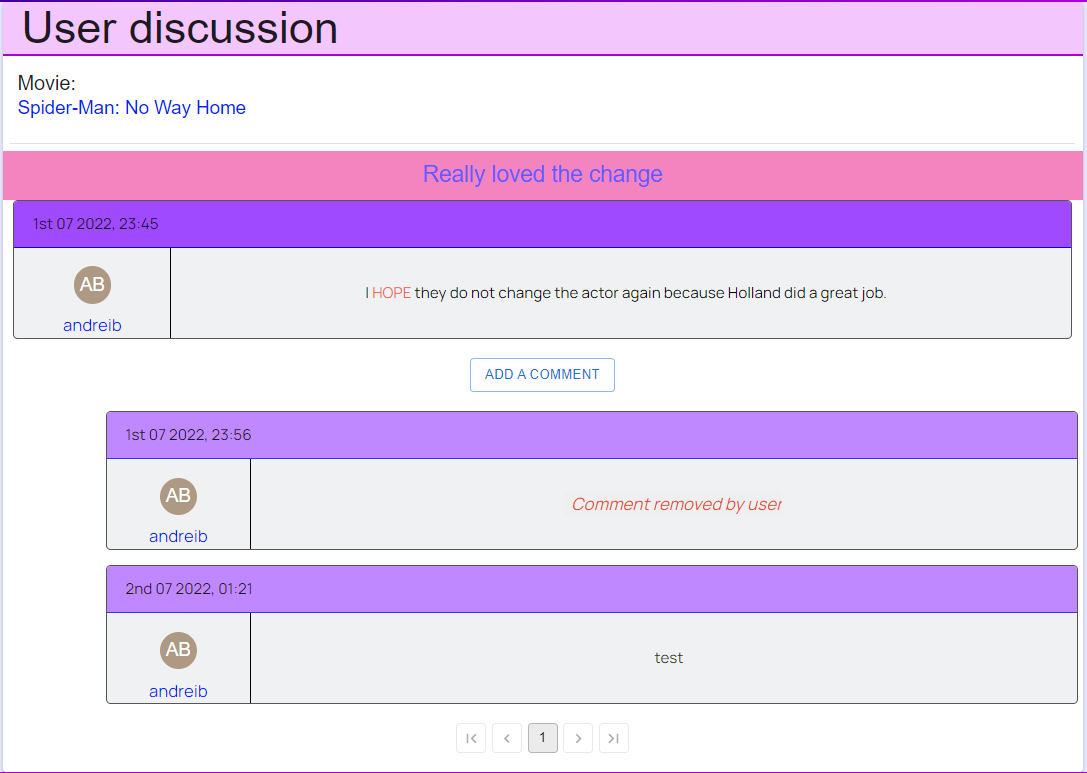 User discussion
Movie:
Spider-Man: No Way Home
Really loved the change
1st 07 2022, 23:45
AB
andreib
I HOPE they do not change the actor again because Holland did a great job.
ADD A COMMENT
1st 07 2022, 23:56
AB
andreib
Comment removed by user
2nd 07 2022, 01:21
AB
andreib
test
1